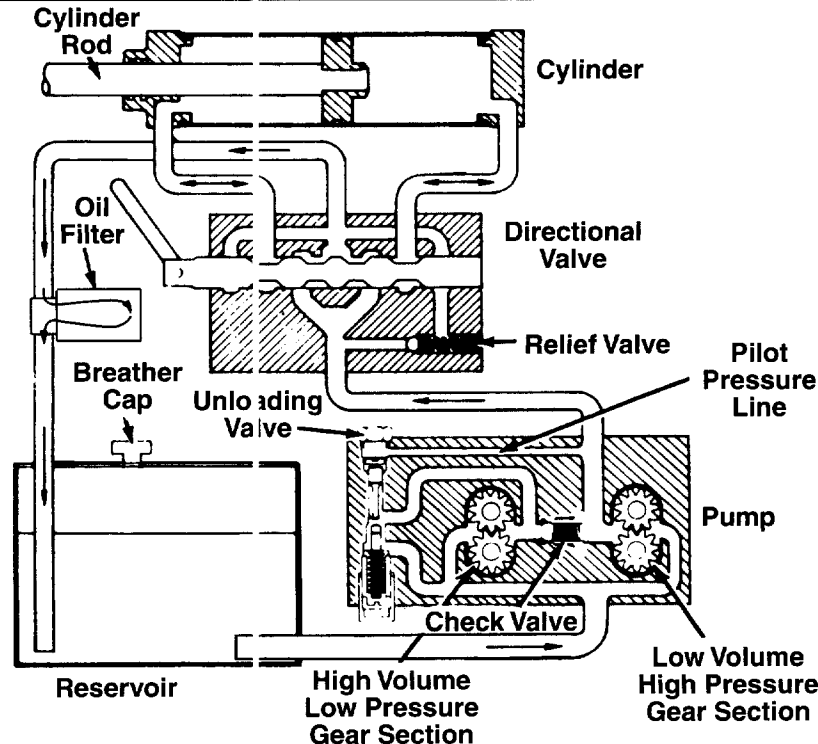 Cylinder
Rod
Cylinder
Oil
Filter
Directional
Valve
Relief Valve
Breather
Cap
Unloading
Valve
Pilot
Pressure
Line
Pump
Check Valve
Reservoir
High Volume
Low Pressure
Gear Section
Low Volume
High Pressure
Gear Section